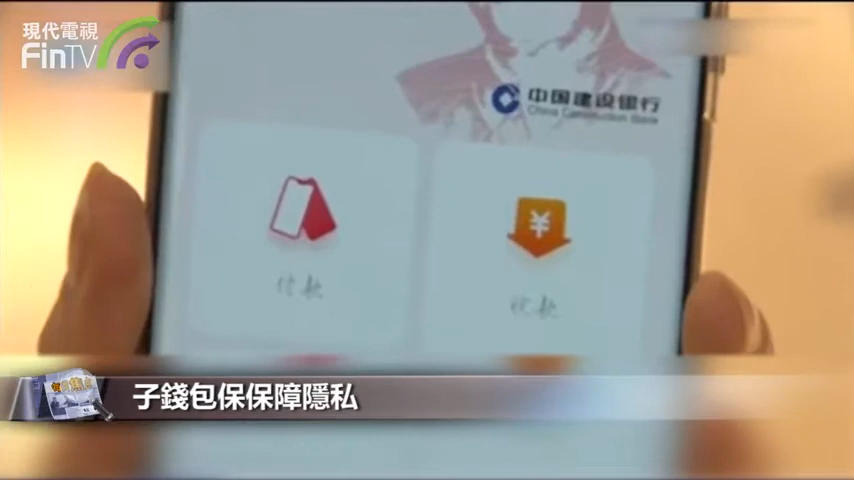 現代電視
FinTV
中国建设银行
China Construction Bank
¥
付款
收款
子錢包保保障隱私